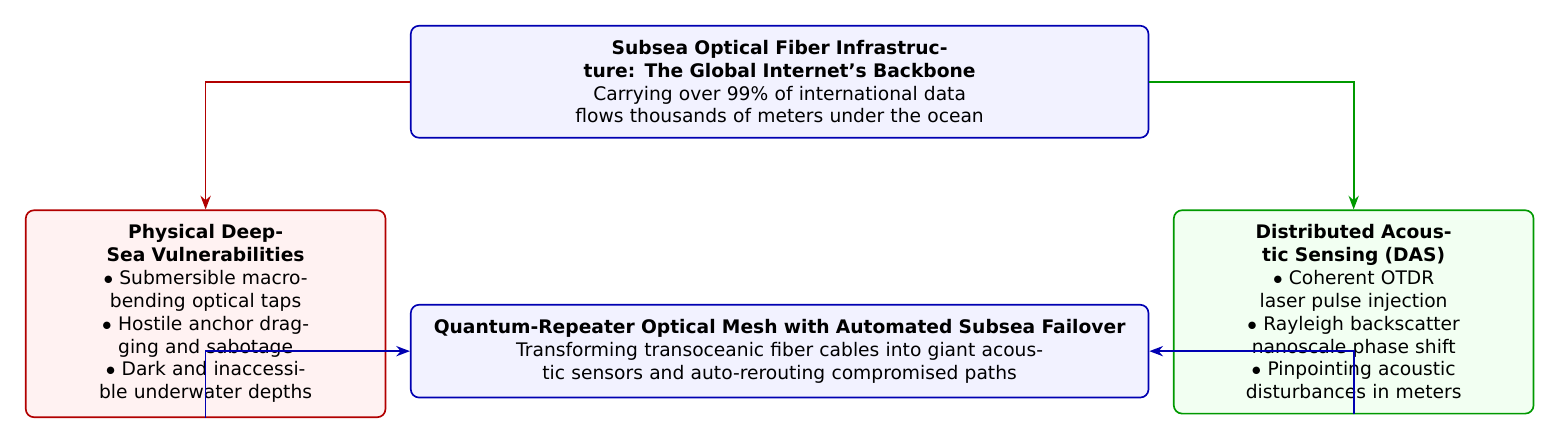 Subsea Optical Fiber Infrastruc-
ture: The Global Internet’s Backbone
Carrying over 99% of international data
flows thousands of meters under the ocean
Physical Deep-
Sea Vulnerabilities
• Submersible macro-
bending optical taps
• Hostile anchor drag-
ging and sabotage
• Dark and inaccessi-
ble underwater depths
Quantum-Repeater Optical Mesh with Automated Subsea Failover
Transforming transoceanic fiber cables into giant acous-
tic sensors and auto-rerouting compromised paths
Distributed Acous-
tic Sensing (DAS)
• Coherent OTDR
laser pulse injection
• Rayleigh backscatter
nanoscale phase shift
• Pinpointing acoustic
disturbances in meters